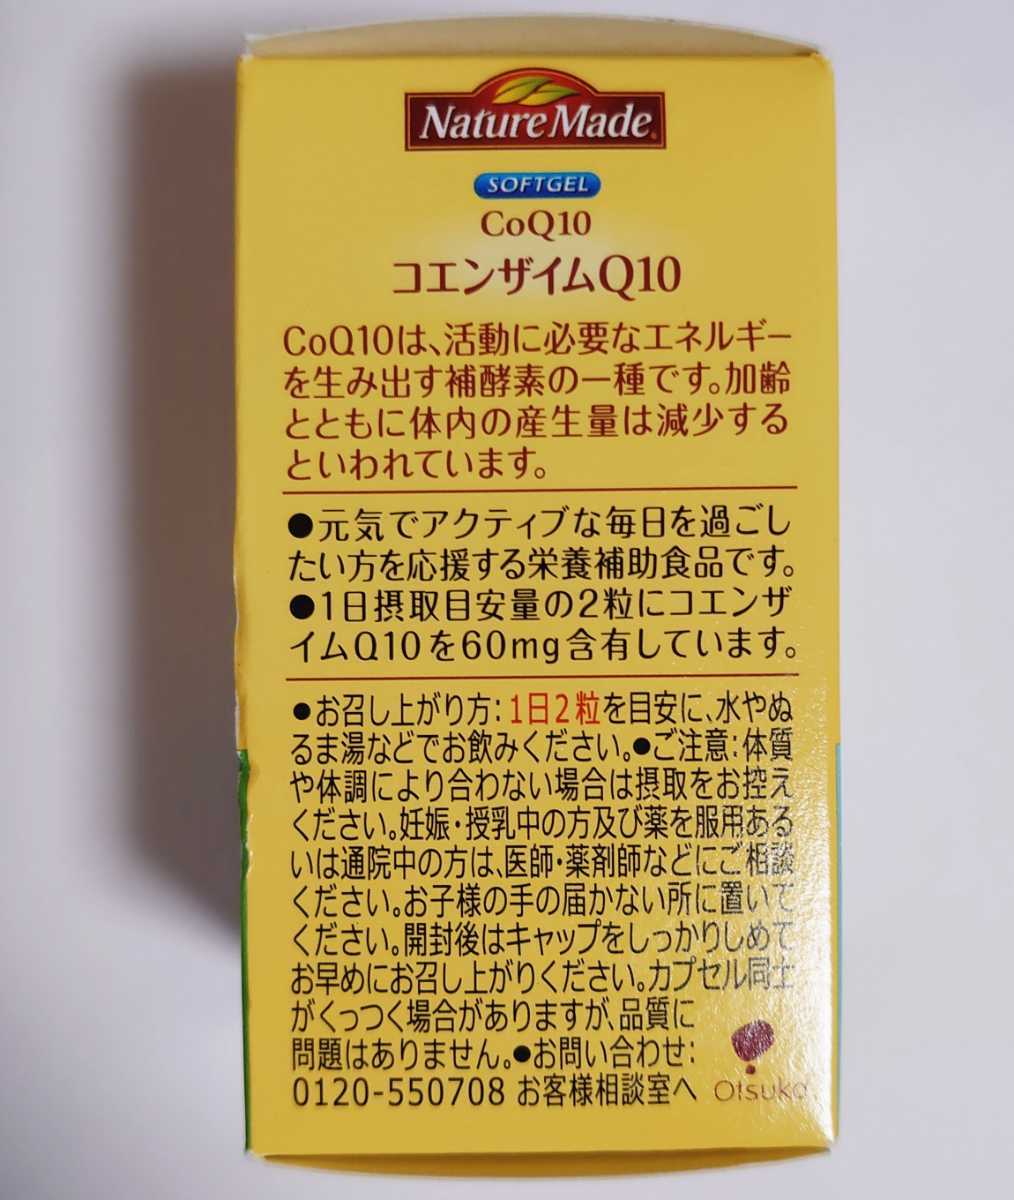 NatureMade
SOFTGEL
CoQ10
コエンザイムQ10
CoQ10は、活動に必要なエネルギー
を生み出す補酵素の一種です。加齢
とともに体内の産生量は減少する
といわれています。
●元気でアクティブな毎日を過ごし
たい方を応援する栄養補助食品です。
●1日摂取目安量の2粒にコエンザ
イムQ10を60mg含有しています。
●お召し上がり方:1日2粒を目安に、水やぬ
るま湯などでお飲みください。●ご注意:体質
や体調により合わない場合は摂取をお控え
ください。妊娠・授乳中の方及び薬を服用ある
いは通院中の方は、医師・薬剤師などにご相談
ください。お子様の手の届かない所に置いて
ください。開封後はキャップをしっかりしめて
お早めにお召し上がりください。カプセル同士
がくっつく場合がありますが、品質に
問題はありません。●お問い合わせ:
0120-550708 お客様相談室へ
Otsuka